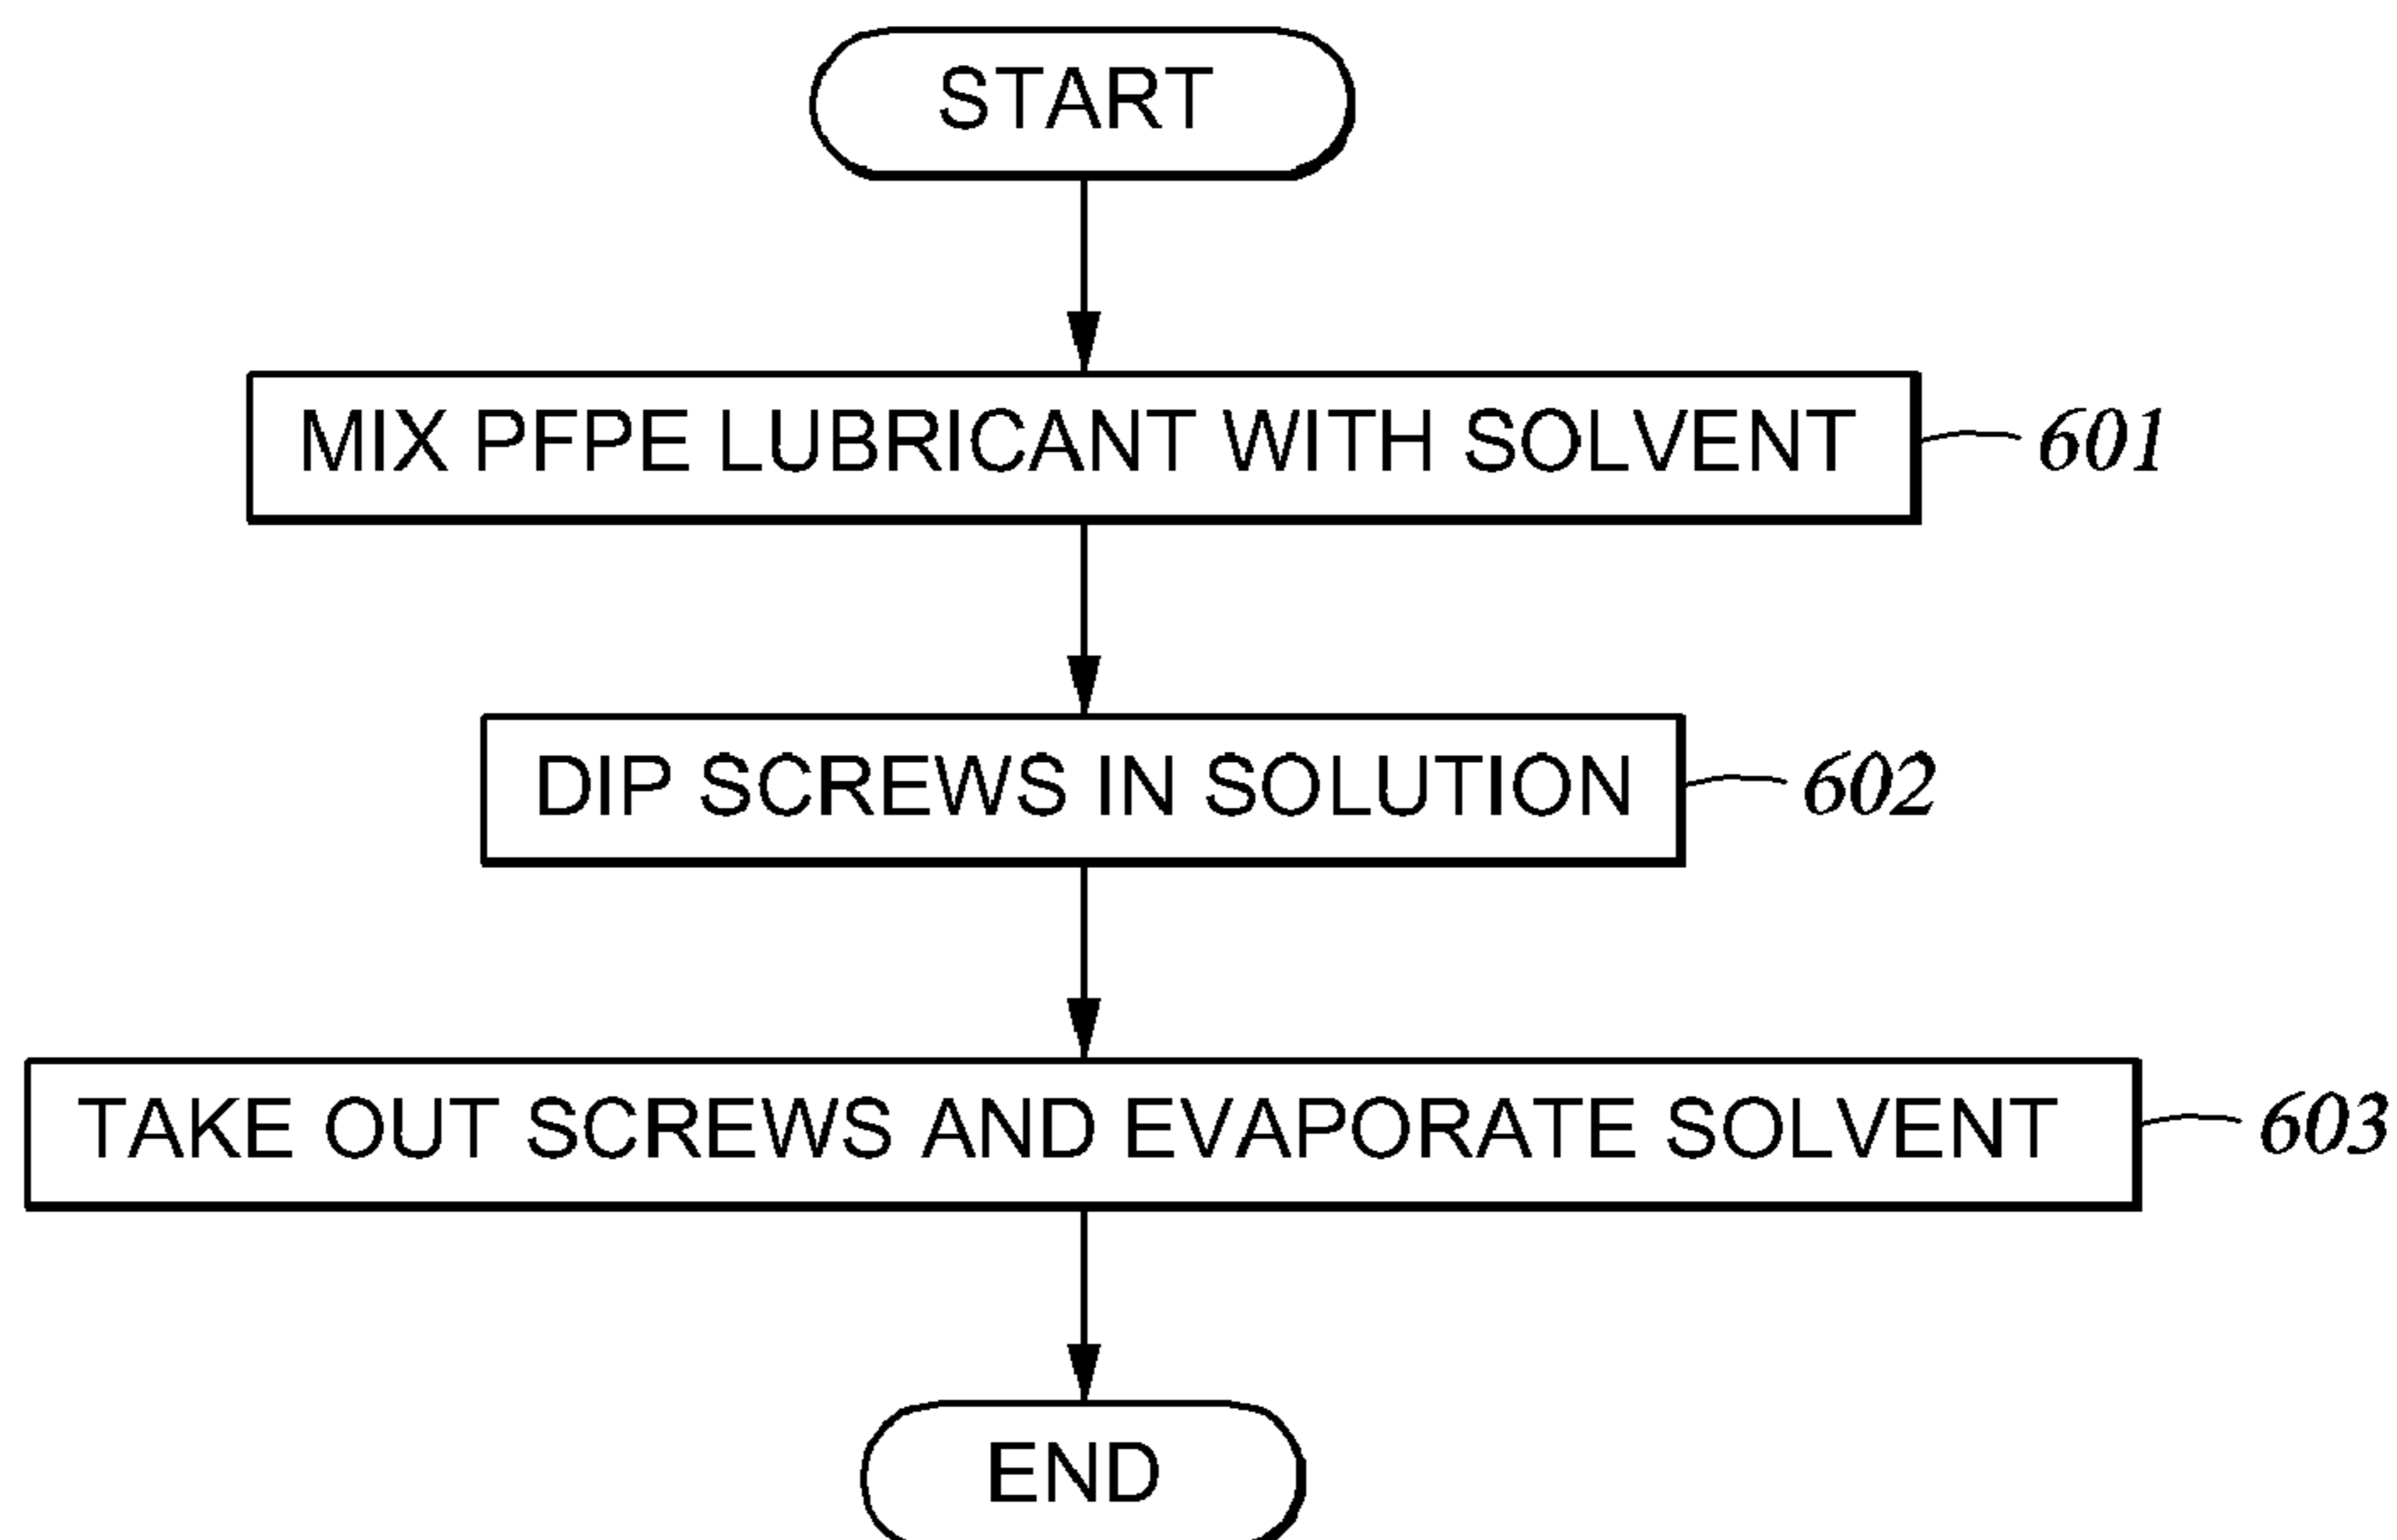 START
MIX PFPE LUBRICANT WITH SOLVENT 601
DIP SCREWS IN SOLUTION 602
TAKE OUT SCREWS AND EVAPORATE SOLVENT 603
END